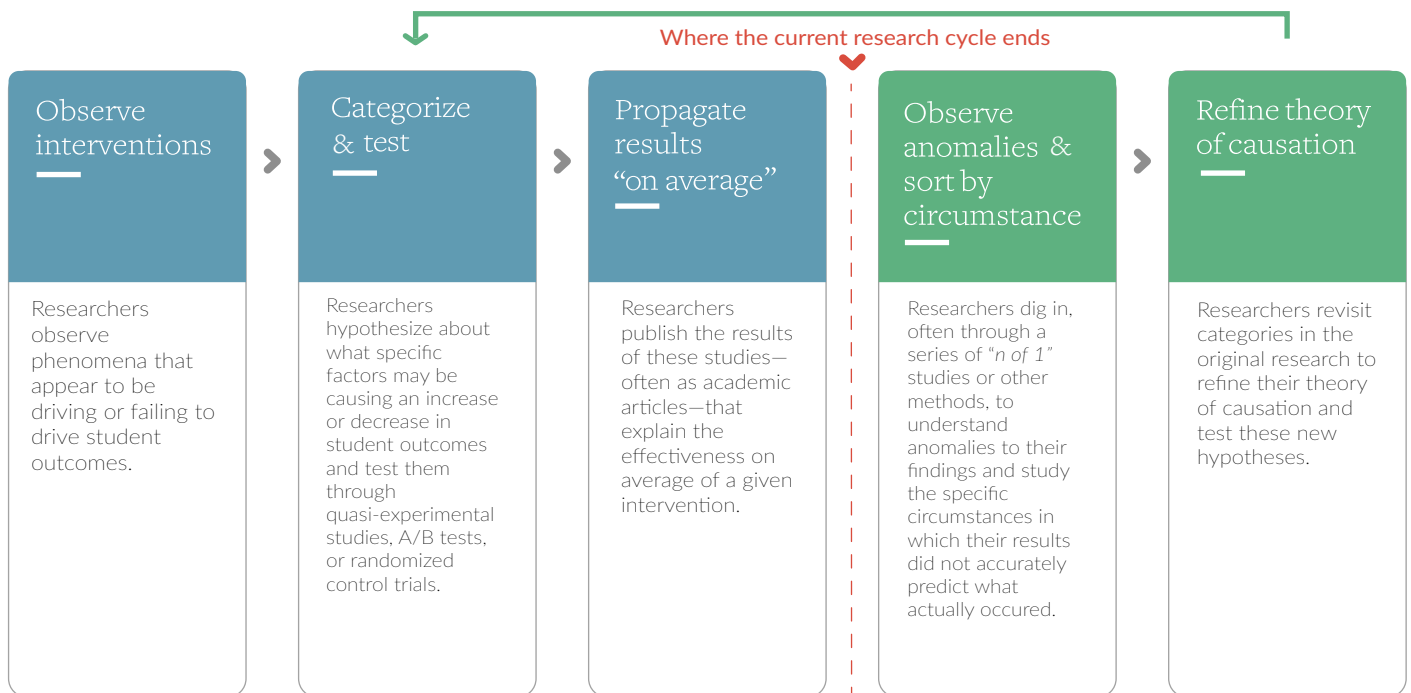 Where the current research cycle ends
Observe
interventions
Researchers
observe
phenomena that
appear to be
driving or failing to
drive student
outcomes.
Categorize
& test
Researchers
hypothesize about
what specific
factors may be
causing an increase
or decrease in
student outcomes
and test them
through
quasi-experimental
studies, A/B tests,
or randomized
control trials.
Propagate
results
“on average”
Researchers
publish the results
of these studies—
often as academic
articles—that
explain the
effectiveness on
average of a given
intervention.
Observe
anomalies &
sort by
circumstance
Researchers dig in,
often through a
series of “n of 1”
studies or other
methods, to
understand
anomalies to their
findings and study
the specific
circumstances in
which their results
did not accurately
predict what
actually occured.
Refine theory
of causation
Researchers revisit
categories in the
original research to
refine their theory
of causation and
test these new
hypotheses.